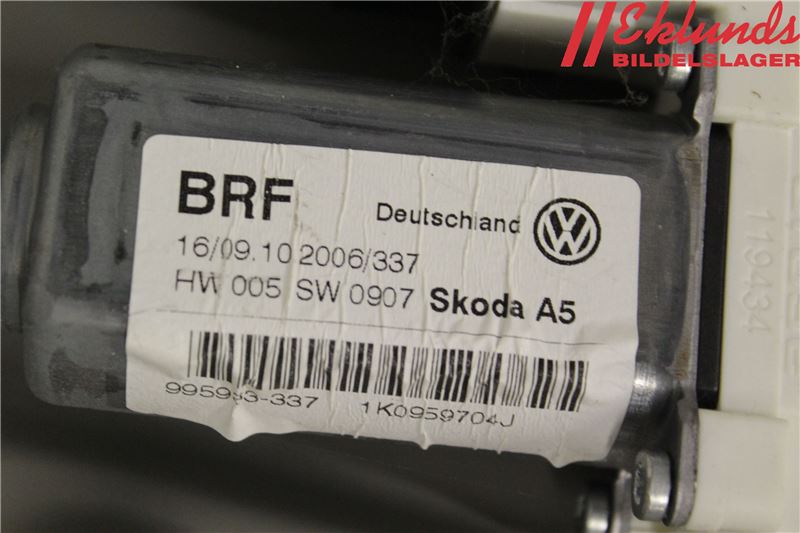 Eklunds
BILDELSLAGER
BRF Deutschland
16/09.10.2006/337
HW 005 SW 0907 Skoda A5
1K0959704J
119434